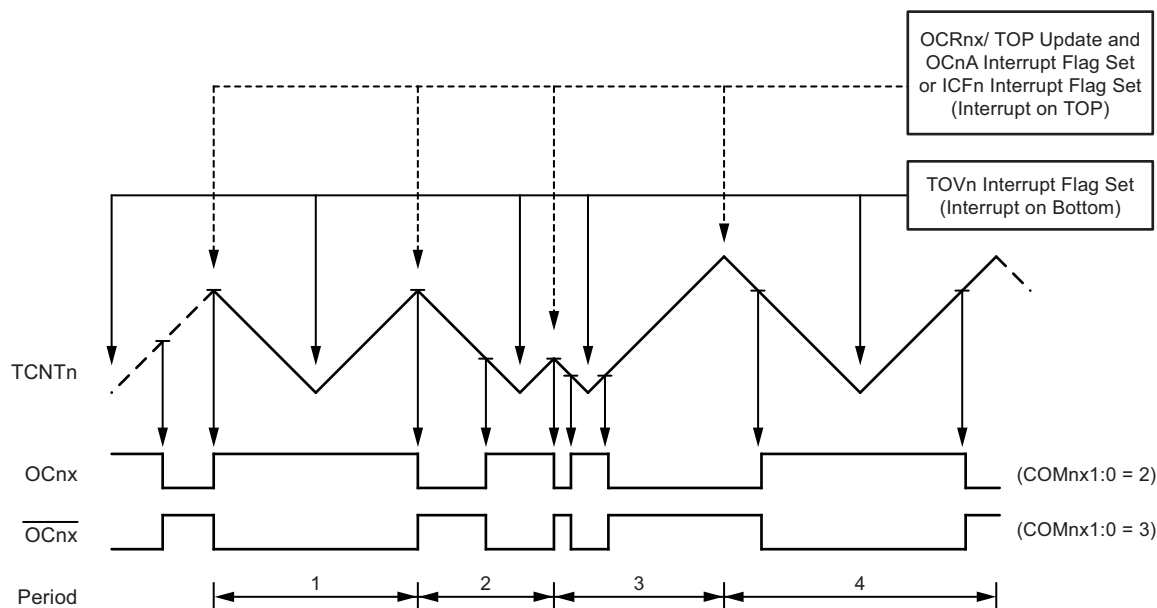 OCRnx/ TOP Update and
OCnA Interrupt Flag Set
or ICFn Interrupt Flag Set
(Interrupt on TOP)
TOVn Interrupt Flag Set
(Interrupt on Bottom)
TCNTn
OCnx
(COMnx1:0 = 2)
OCnx
(COMnx1:0 = 3)
Period
1
2
3
4